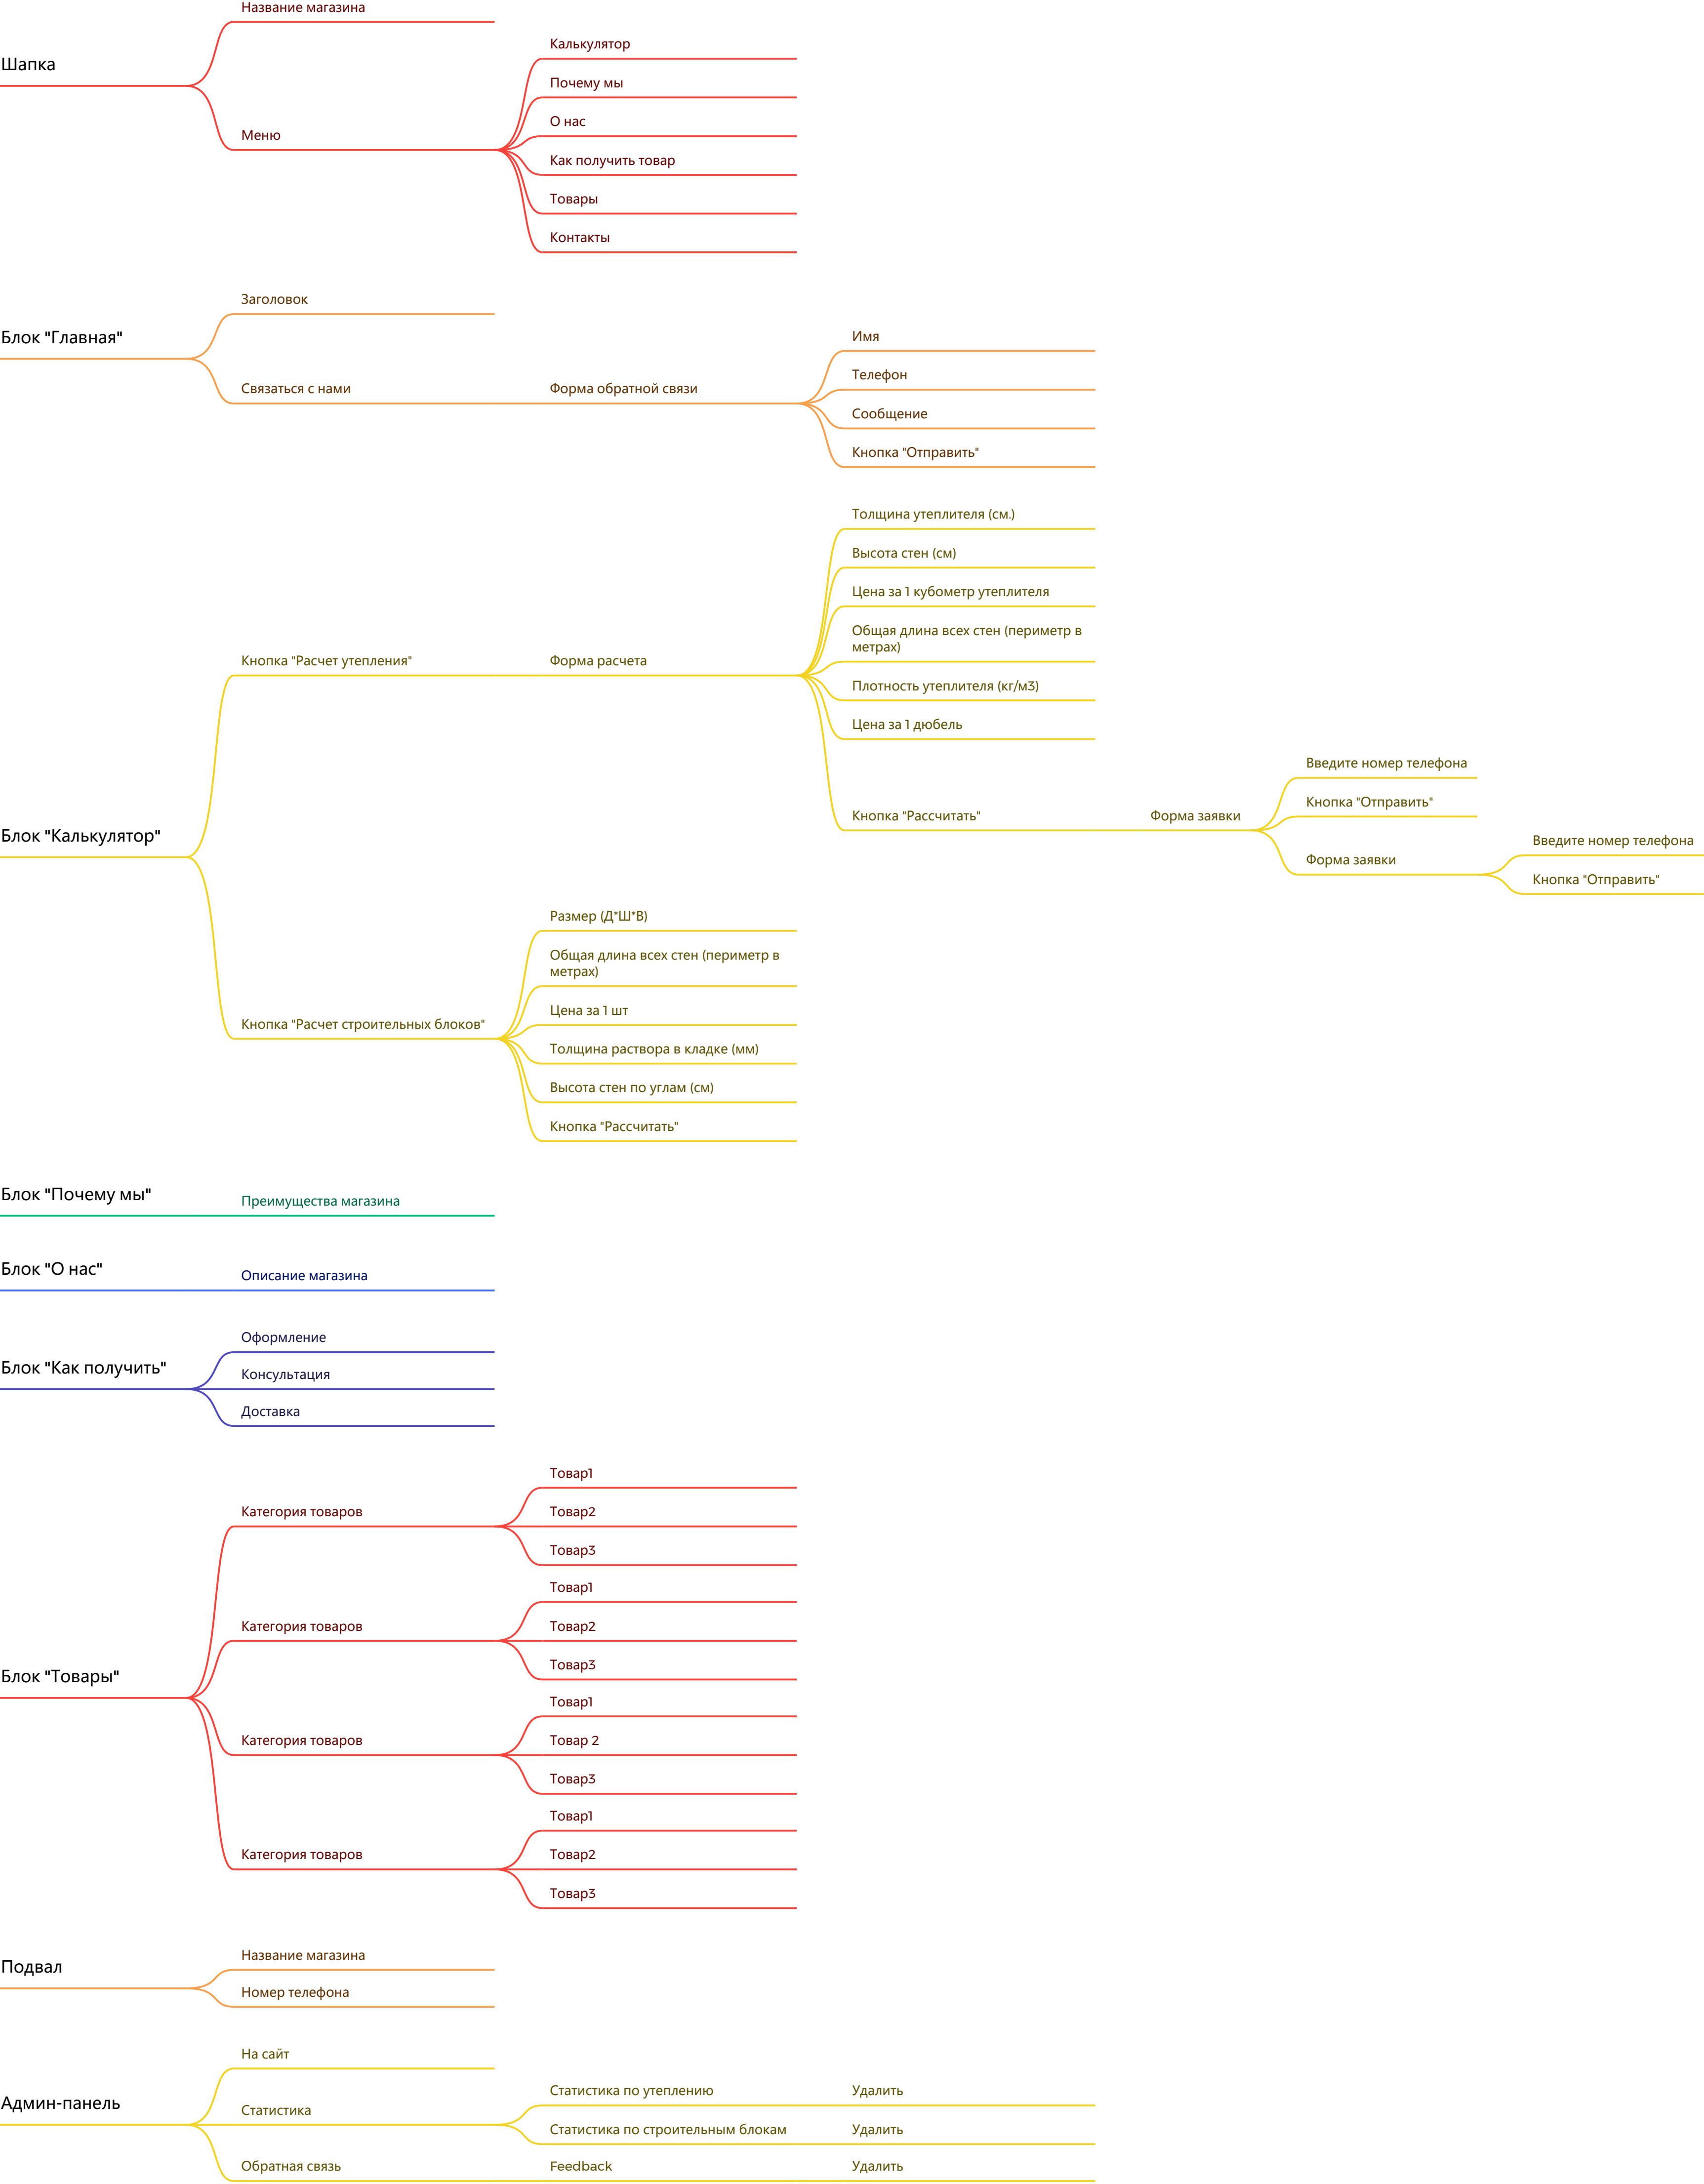 Шапка
Название магазина
Меню
Калькулятор
Почему мы
О нас
Как получить товар
Товары
Контакты
Блок "Главная"
Заголовок
Связаться с нами
Форма обратной связи
Имя
Телефон
Сообщение
Кнопка "Отправить"
Блок "Калькулятор"
Кнопка "Расчет утепления"
Форма расчета
Толщина утеплителя (см.)
Высота стен (см)
Цена за 1 кубометр утеплителя
Общая длина всех стен (периметр в
метрах)
Плотность утеплителя (кг/м3)
Цена за 1 дюбель
Кнопка "Рассчитать"
Форма заявки
Введите номер телефона
Кнопка "Отправить"
Форма заявки
Введите номер телефона
Кнопка "Отправить"
Кнопка "Расчет строительных блоков"
Размер (Д*Ш*В)
Общая длина всех стен (периметр в
метрах)
Цена за 1 шт
Толщина раствора в кладке (мм)
Высота стен по углам (см)
Кнопка "Рассчитать"
Блок "Почему мы"
Преимущества магазина
Блок "О нас"
Описание магазина
Блок "Как получить"
Оформление
Консультация
Доставка
Блок "Товары"
Категория товаров
Товар1
Товар2
Товар3
Категория товаров
Товар1
Товар2
Товар3
Категория товаров
Товар1
Товар 2
Товар3
Категория товаров
Товар1
Товар2
Товар3
Подвал
Название магазина
Номер телефона
Админ-панель
На сайт
Статистика
Статистика по утеплению
Удалить
Статистика по строительным блокам
Удалить
Обратная связь
Feedback
Удалить